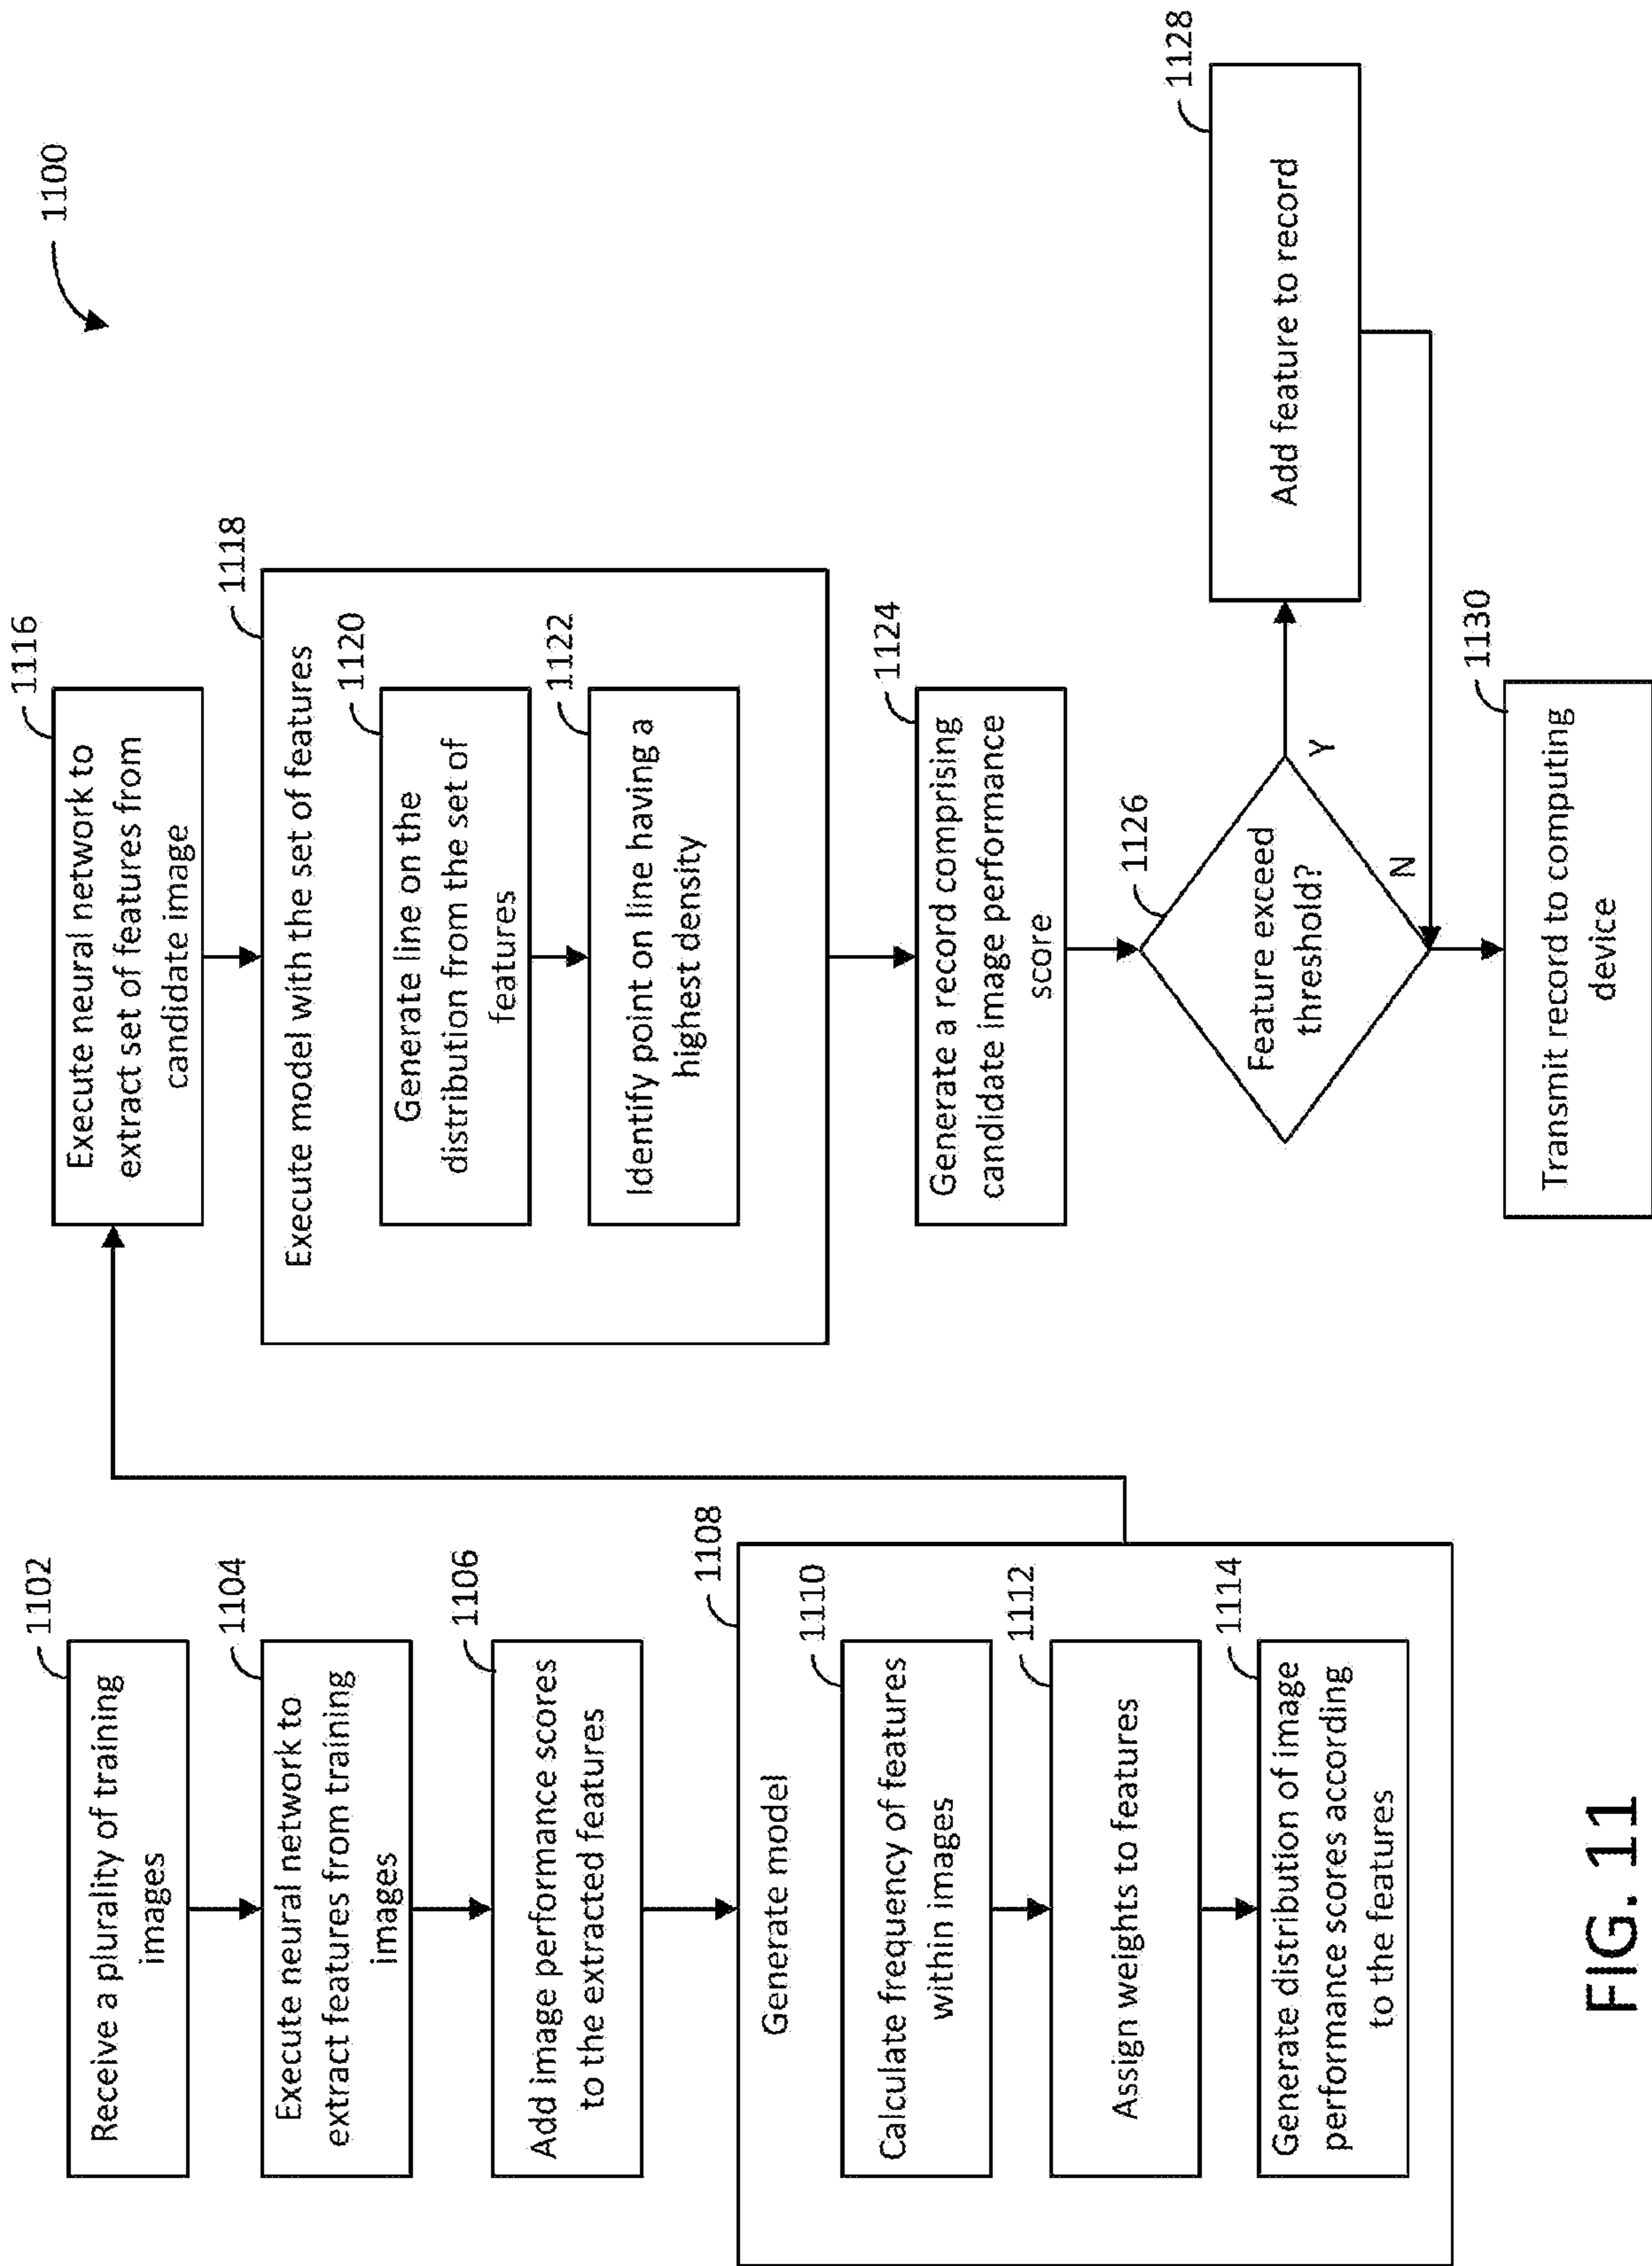 1100
1102
Receive a plurality of training
images
1104
Execute neural network to
extract features from training
images
1106
Add image performance scores
to the extracted features
1108
Generate model
1110
Calculate frequency of features
within images
1112
Assign weights to features
1114
Generate distribution of image
performance scores according
to the features
1116
Execute neural network to
extract set of features from
candidate image
1118
Execute model with the set of features
1120
Generate line on the
distribution from the set of
features
1122
Identify point on line having a
highest density
1124
Generate a record comprising
candidate image performance
score
1126
Feature exceed
threshold?
Y
N
1128
Add feature to record
1130
Transmit record to computing
device
FIG. 11